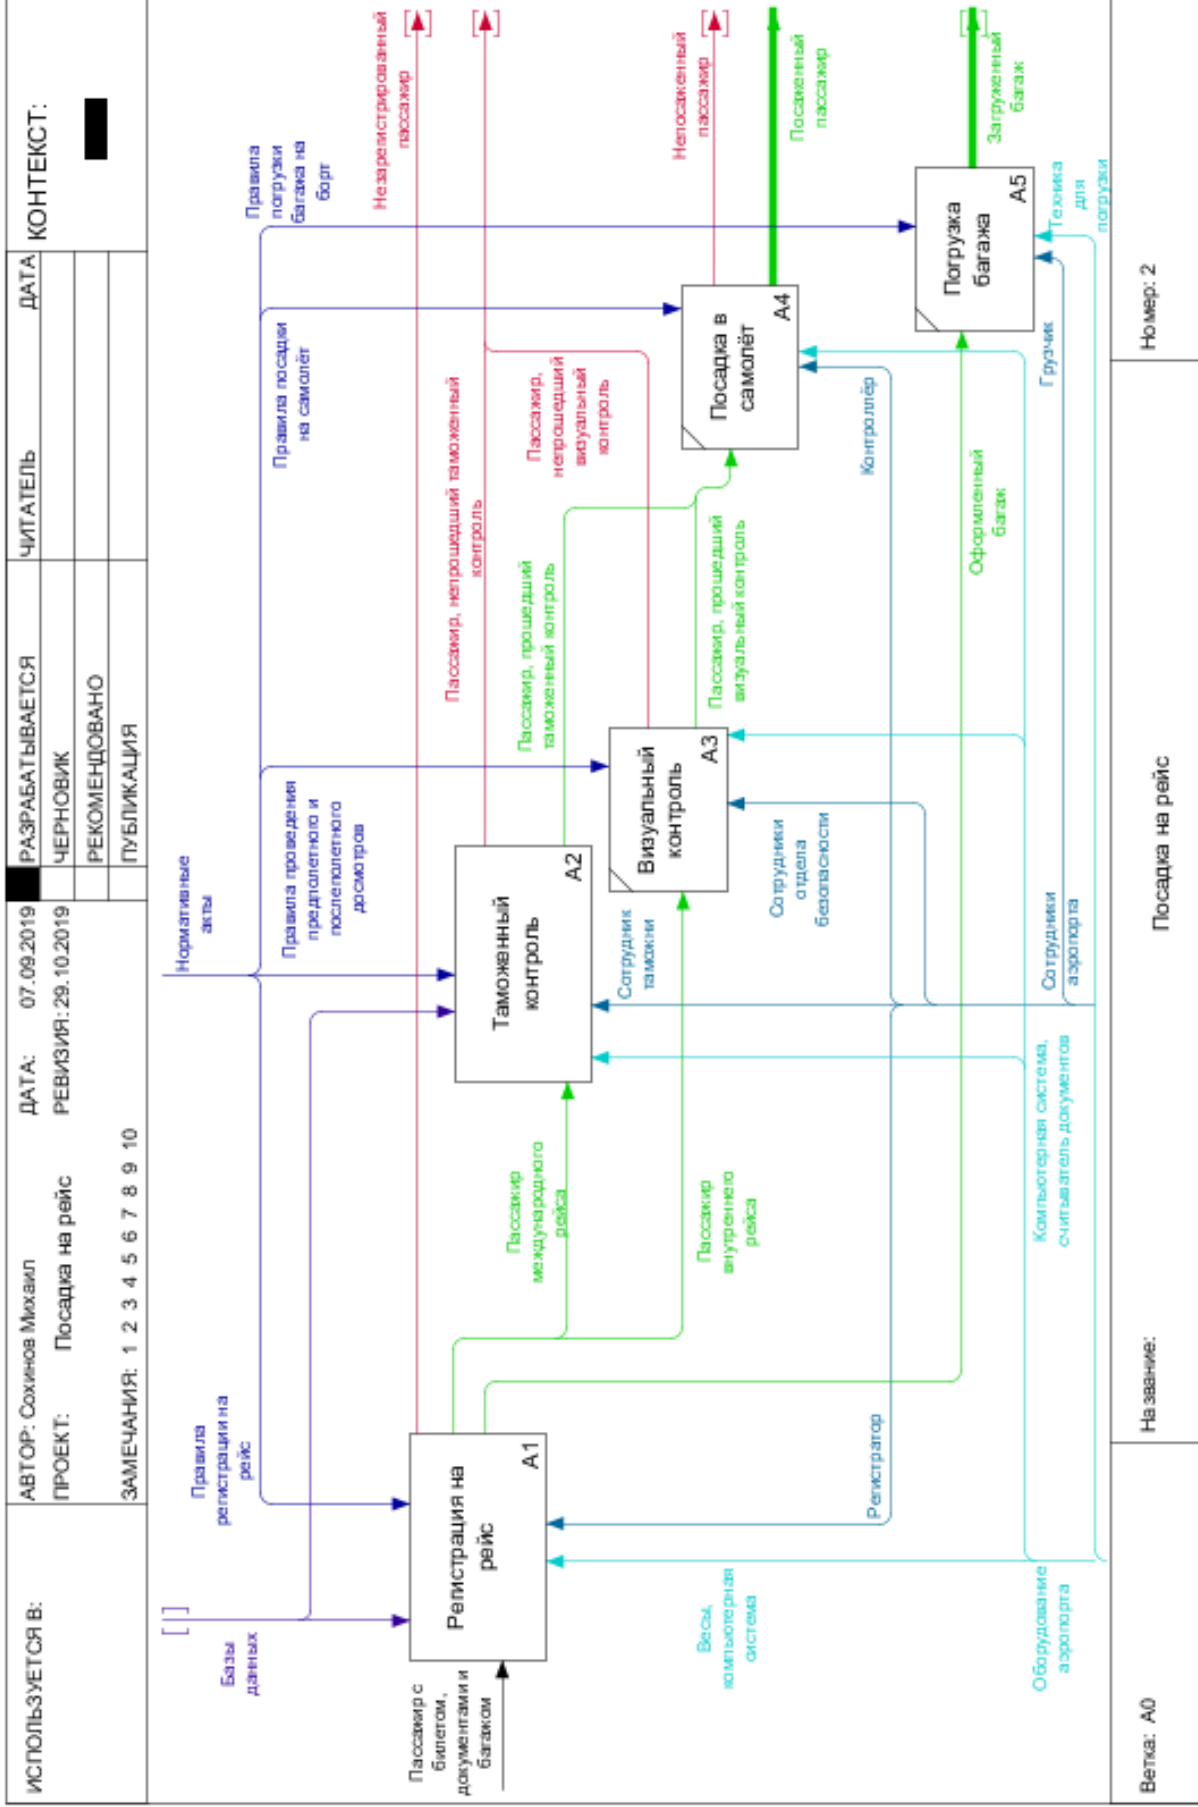 ИСПОЛЬЗУЕТСЯ В:
АВТОР: Сохинов Михаил
ДАТА: 07.09.2019
ПРОЕКТ: Посадка на рейс
РЕВИЗИЯ: 29.10.2019
ЗАМЕЧАНИЯ: 1 2 3 4 5 6 7 8 9 10
РАЗРАБАТЫВАЕТСЯ
ЧЕРНОВИК
РЕКОМЕНДОВАНО
ПУБЛИКАЦИЯ
ЧИТАТЕЛЬ
ДАТА
КОНТЕКСТ:
Базы
данных
Правила
регистрации на
рейс
Нормативные
акты
Правила проведения
предполётного и
послеполётного
досмотров
Правила посадки
на самолёт
Правила
погрузки
багажа на
борт
Незарегистрированный
пассажир
Пассажир, непрошедший таможенный
контроль
Пассажир,
непрошедший
визуальный
контроль
Непосаженный
пассажир
Посаженный
пассажир
Загруженный
багаж
Пассажир с
билетом,
документами и
багажом
Регистрация на
рейс
A1
Пассажир
международного
рейса
Таможенный
контроль
A2
Пассажир, прошедший
таможенный контроль
Пассажир
внутреннего
рейса
Визуальный
контроль
A3
Пассажир, прошедший
визуальный контроль
Посадка в
самолёт
A4
Погрузка
багажа
A5
Сотрудник
таможни
Сотрудники
отдела
безопасности
Контроллёр
Оформленный
багаж
Грузчик
Техника
для
погрузки
Весы,
компьютерная
система
Регистратор
Оборудование
аэропорта
Компьютерная система,
считыватель документов
Сотрудники
аэропорта
Ветка: A0
Название:
Посадка на рейс
Номер: 2